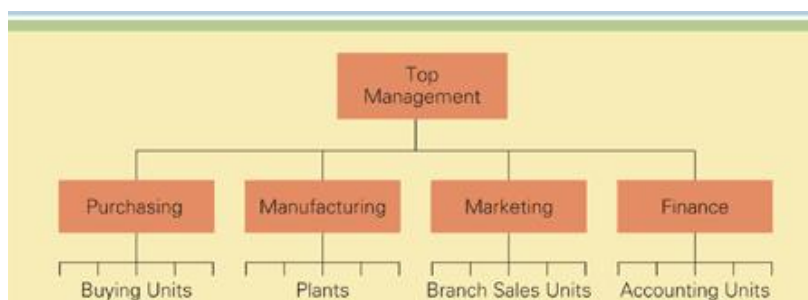 Top
Management
Purchasing
Manufacturing
Marketing
Finance
Buying Units
Plants
Branch Sales Units
Accounting Units